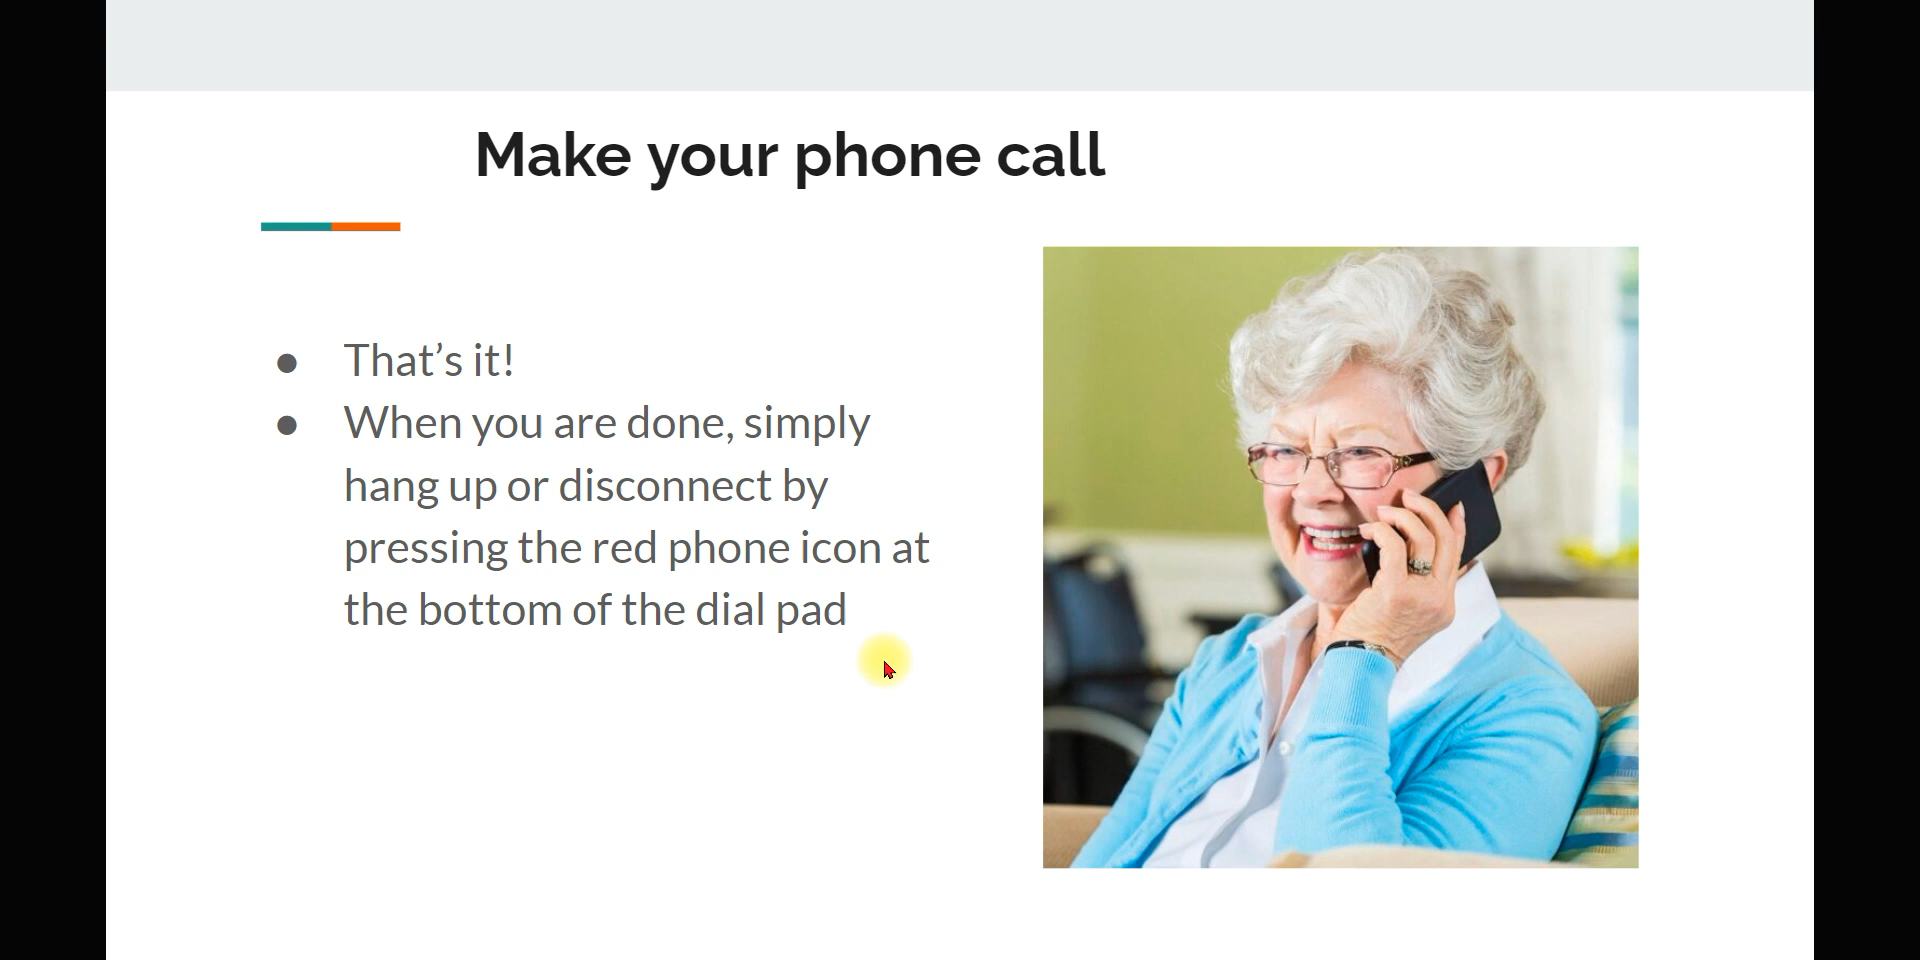 Make your phone call
● That’s it!
● When you are done, simply
hang up or disconnect by
pressing the red phone icon at
the bottom of the dial pad